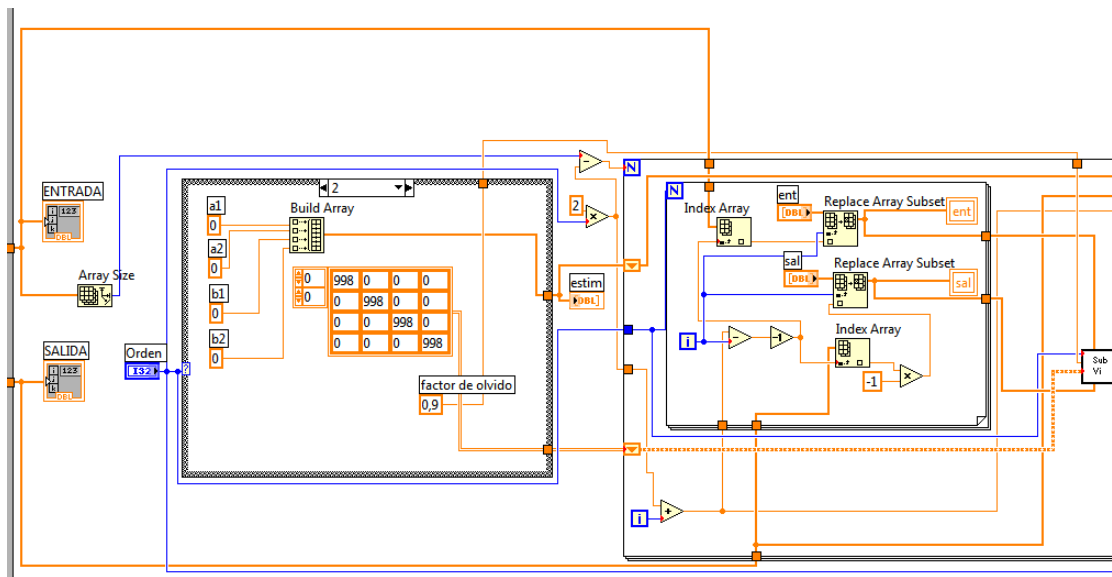 2
N
ENTRADA
123
DBL
a1
0
Build Array
2
N
ent
DBL
Index Array
Replace Array Subset
ent
a2
0
Array Size
0
0
998 0 0 0
0 998 0 0
0 0 998 0
0 0 0 998
estim
DBL
sal
DBL
Replace Array Subset
sal
b1
0
b2
0
SALIDA
123
DBL
Orden
I32
?
factor de olvido
0,9
i
-1
Index Array
-1
Sub
Vi
i